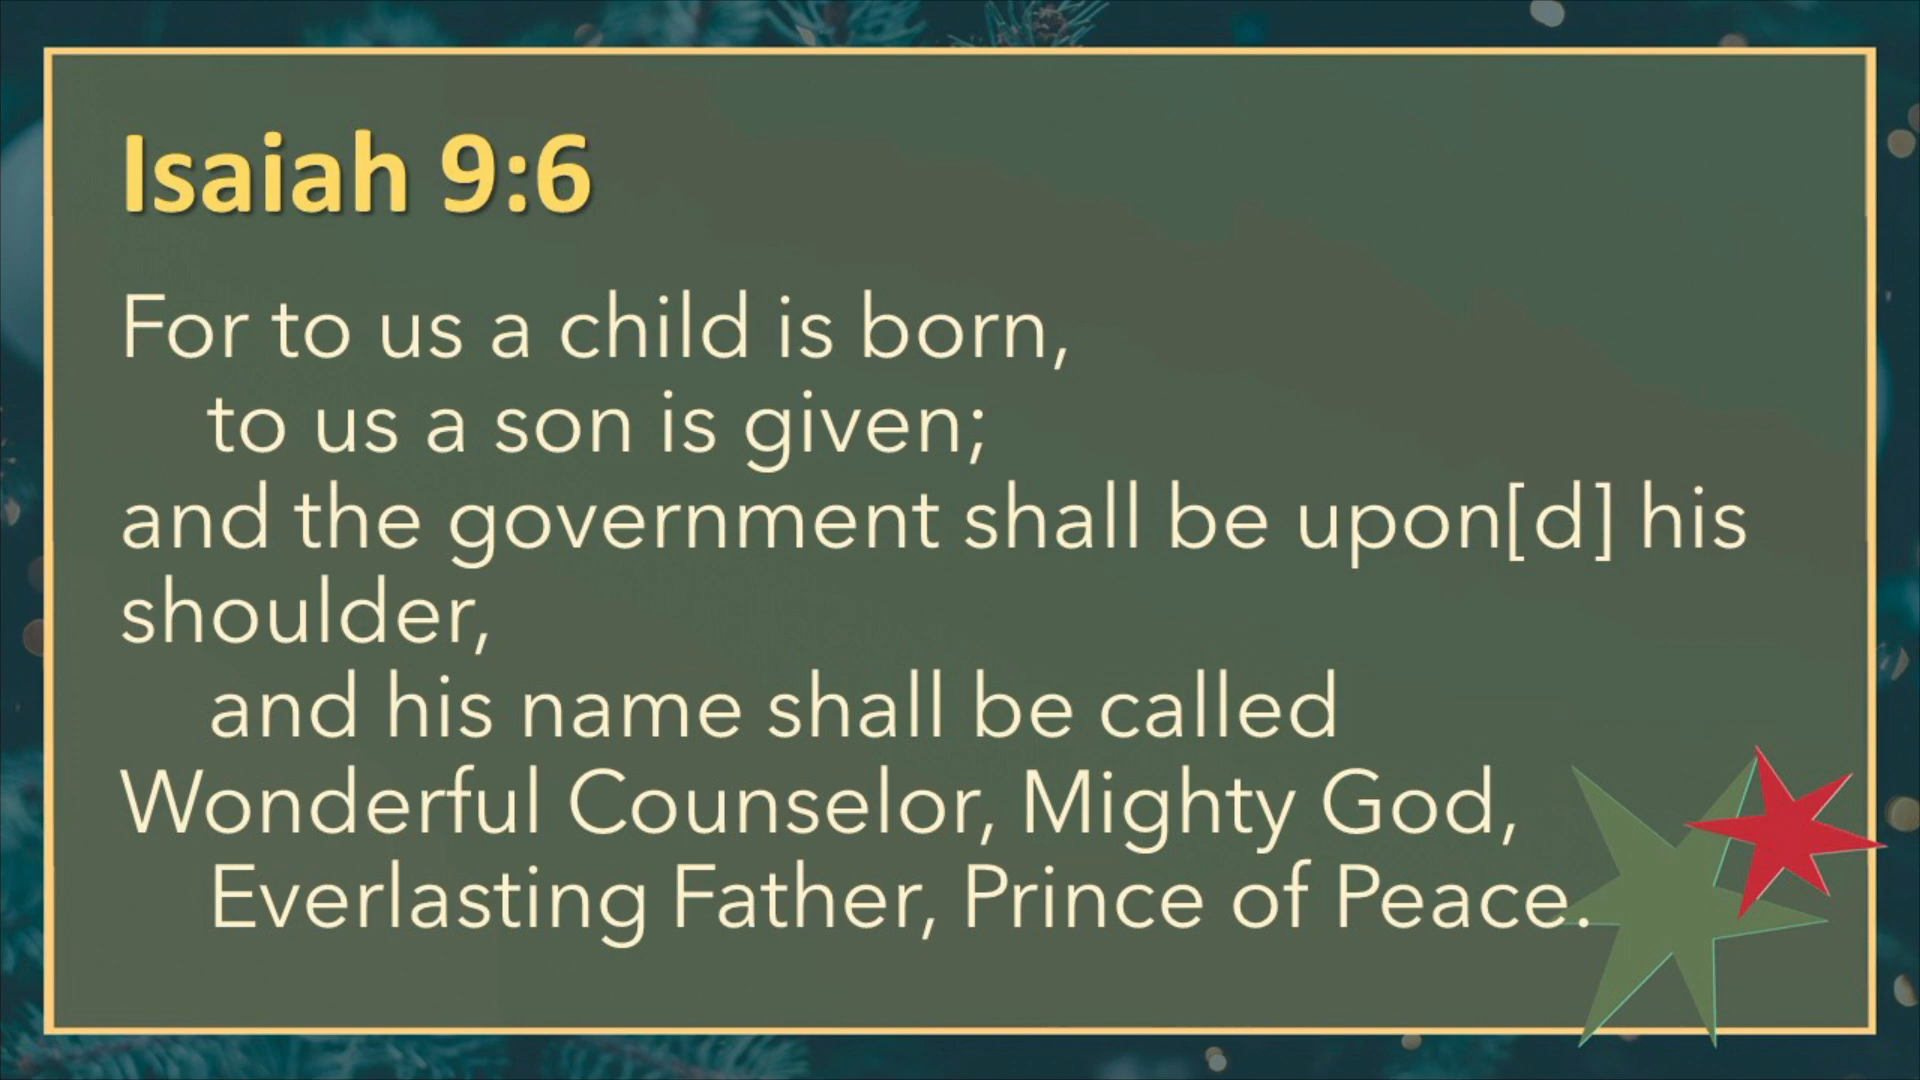 Isaiah 9:6
For to us a child is born,
to us a son is given;
and the government shall be upon[d] his
shoulder,
and his name shall be called
Wonderful Counselor, Mighty God,
Everlasting Father, Prince of Peace.